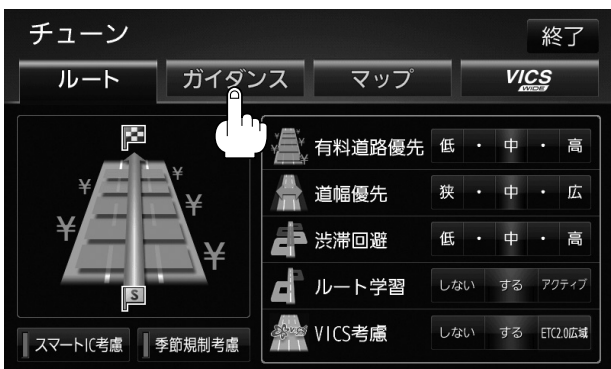 チューン 終了
ルート ガイダンス マップ VICS WIDE
有料道路優先 低 ・ 中 ・ 高
道幅優先 狭 ・ 中 ・ 広
渋滞回避 低 ・ 中 ・ 高
ルート学習 しない する アクティブ
VICS考慮 しない する ETC2.0広域
¥ ¥ ¥ ¥
S
スマートIC考慮 季節規制考慮